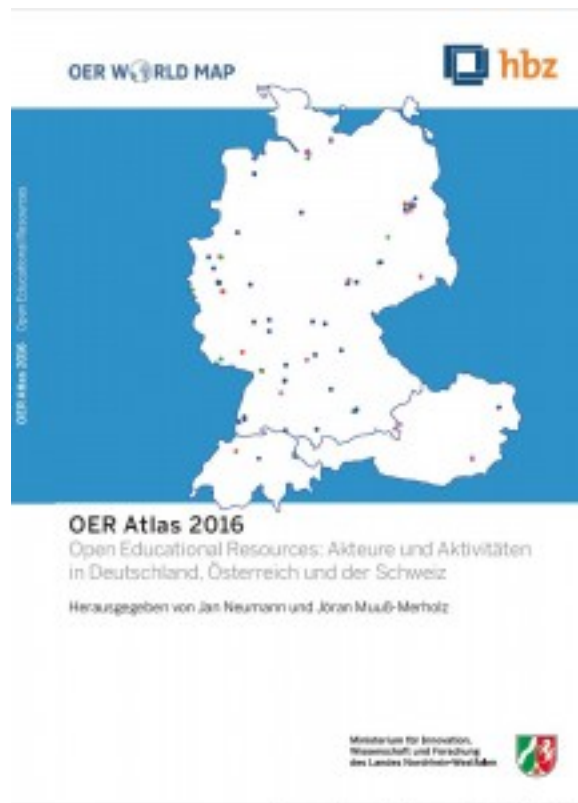 OER WORLD MAP
hbz
OER Atlas 2016 Open Educational Resources
OER Atlas 2016
Open Educational Resources: Akteure und Aktivitäten
in Deutschland, Österreich und der Schweiz
Herausgegeben von Jan Neumann und Jöran Muuß-Merholz
Ministerium für Innovation,
Wissenschaft und Forschung
des Landes Nordrhein-Westfalen